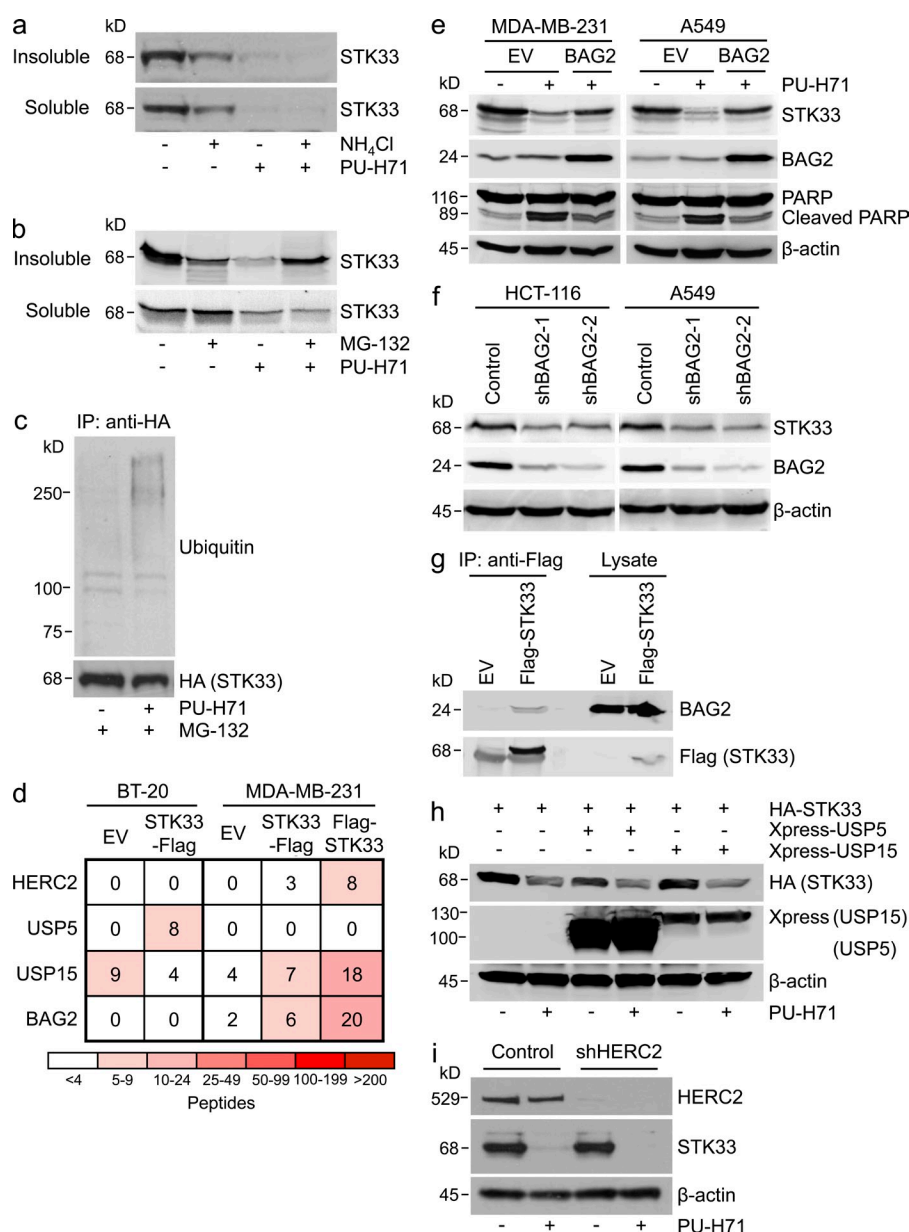 a
kD
Insoluble 68 STK33
Soluble 68 STK33
- + - + NH4Cl
- - + + PU-H71
b
Insoluble 68 STK33
Soluble 68 STK33
- + - + MG-132
- - + + PU-H71
c
IP: anti-HA
kD
250
Ubiquitin
100
75
68 HA (STK33)
- + PU-H71
+ + MG-132
d
BT-20 MDA-MB-231
EV STK33-Flag EV STK33-Flag Flag-STK33
HERC2 0 0 0 3 8
USP5 0 8 0 0 0
USP15 9 4 4 7 18
BAG2 0 0 2 6 20
<4 5-9 10-24 25-49 50-99 100-199 >200
Peptides
e
MDA-MB-231 A549
EV BAG2 EV BAG2
kD - + + - + + PU-H71
68 STK33
24 BAG2
116 PARP
89 Cleaved PARP
45 β-actin
f
HCT-116 A549
Control shBAG2-1 shBAG2-2 Control shBAG2-1 shBAG2-2
kD
68 STK33
24 BAG2
45 β-actin
g
IP: anti-Flag Lysate
EV Flag-STK33 EV Flag-STK33
kD
24 BAG2
68 Flag (STK33)
h
+ + + + + + HA-STK33
- - + + - - Xpress-USP5
- - - - + + Xpress-USP15
kD
68 HA (STK33)
130 Xpress (USP15)
100 (USP5)
45 β-actin
- + - + - + PU-H71
i
Control shHERC2
kD
529 HERC2
68 STK33
45 β-actin
- + - + PU-H71